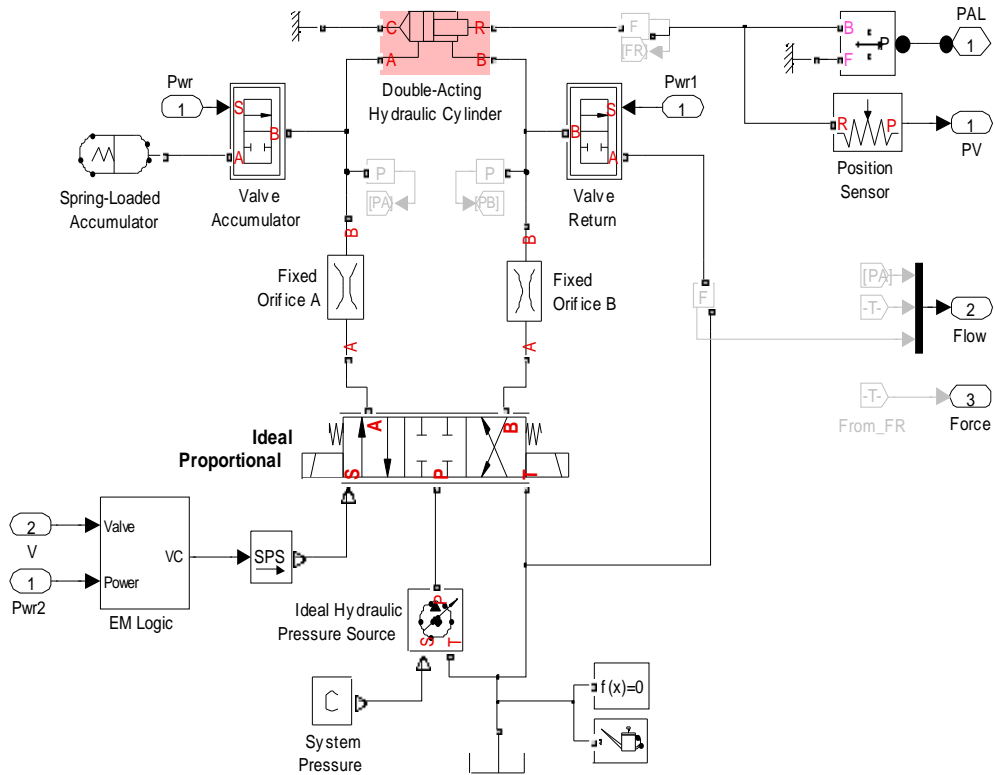 PAL
C
R
F
B
P
1
[FR]
F
A
B
Double-Acting
Hydraulic Cylinder
Pwr
1
S
B
A
Pwr1
1
S
B
A
R
P
1
PV
Position
Sensor
Spring-Loaded
Accumulator
Valve
Accumulator
P
[PA]
P
[PB]
Valve
Return
B
B
Fixed
Orifice A
Fixed
Orifice B
A
A
F
[PA]
-T-
2
Flow
-T-
3
From_FR
Force
Ideal
Proportional
A
B
S
P
T
2
V
Valve
VC
1
Pwr2
Power
EM Logic
SPS
Ideal Hydraulic
Pressure Source
P
S
T
C
System
Pressure
f(x)=0